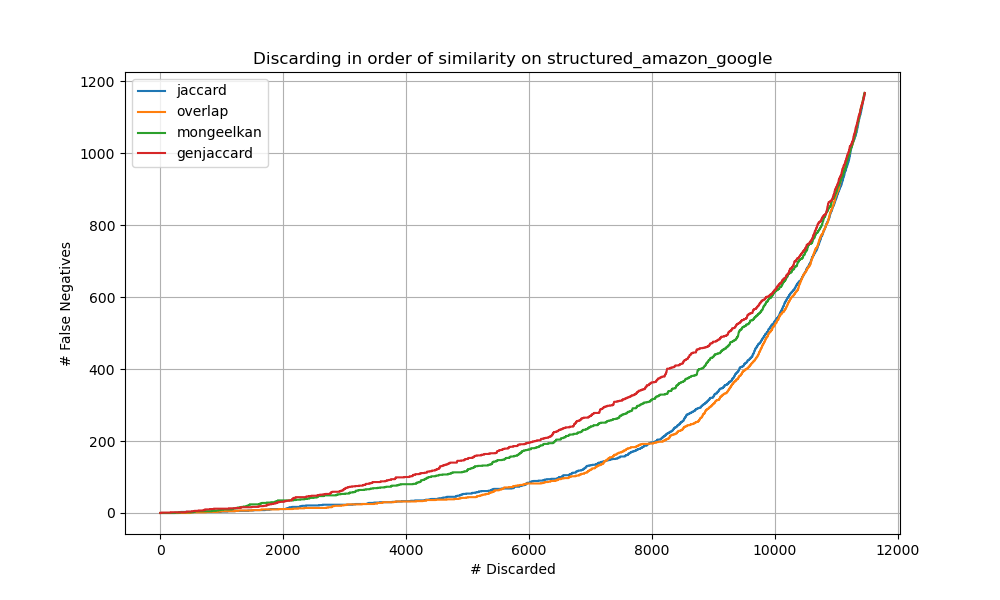 Discarding in order of similarity on structured_amazon_google
jaccard
overlap
mongeelkan
genjaccard
# False Negatives
1200
1000
800
600
400
200
0
0
2000
4000
6000
8000
10000
12000
# Discarded